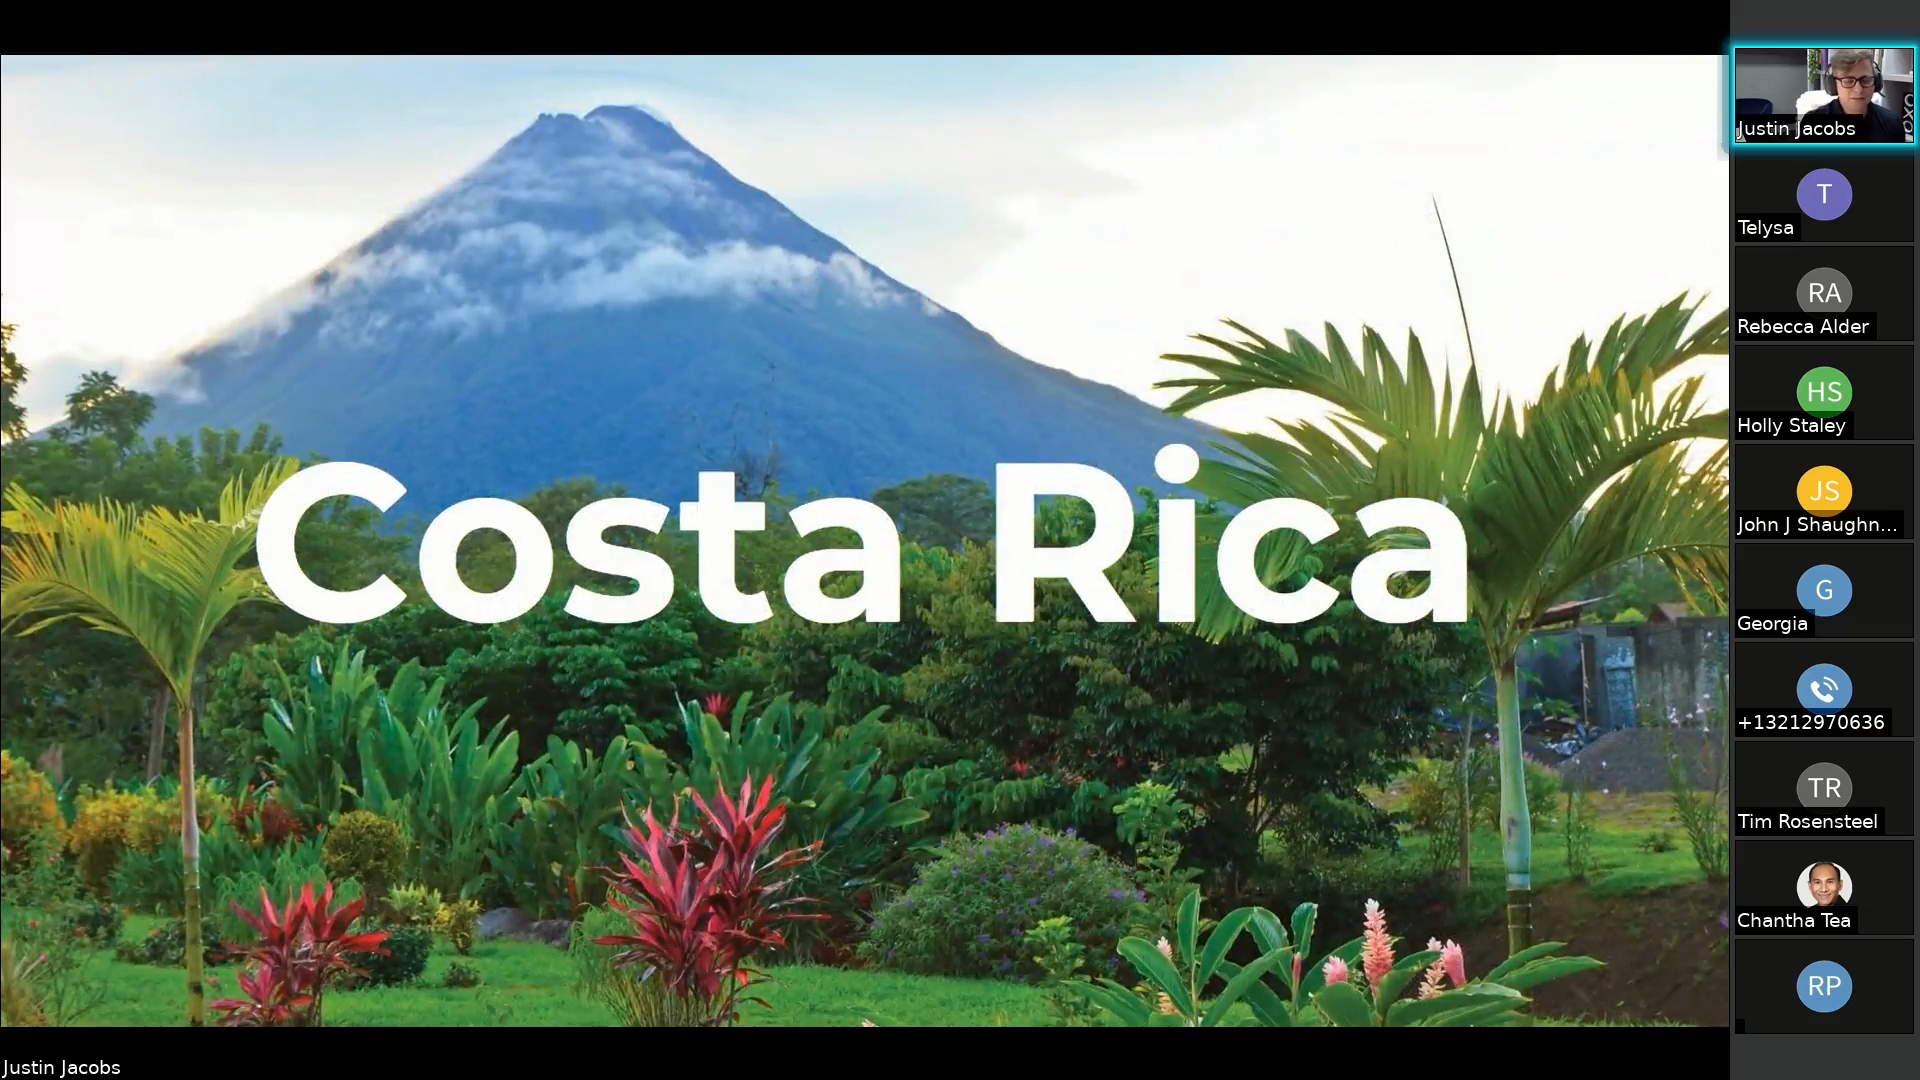 Costa Rica
Justin Jacobs
T
Telysa
RA
Rebecca Alder
HS
Holly Staley
JS
John J Shaughn...
G
Georgia
+13212970636
TR
Tim Rosensteel
Chantha Tea
RP
Justin Jacobs